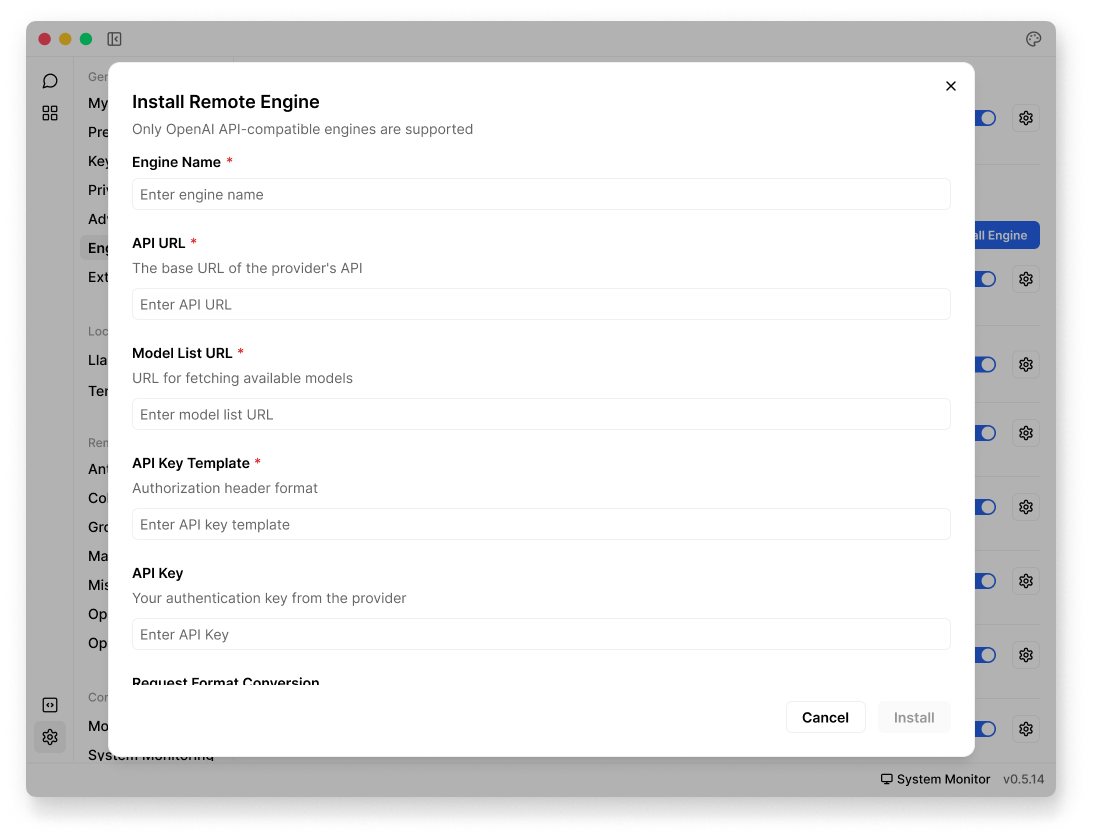 Install Remote Engine
Only OpenAI API-compatible engines are supported
Engine Name *
Enter engine name
API URL *
The base URL of the provider's API
Enter API URL
Model List URL *
URL for fetching available models
Enter model list URL
API Key Template *
Authorization header format
Enter API key template
API Key
Your authentication key from the provider
Enter API Key
Request Format Conversion
Cancel Install
Gen
My
Pre
Key
Pri
Adv
Eng
Ext
Loc
Lla
Ter
Rem
Ant
Coh
Gro
Ma
Mis
Op
Op
Cor
Mo
System Monitoring
all Engine
System Monitor v0.5.14